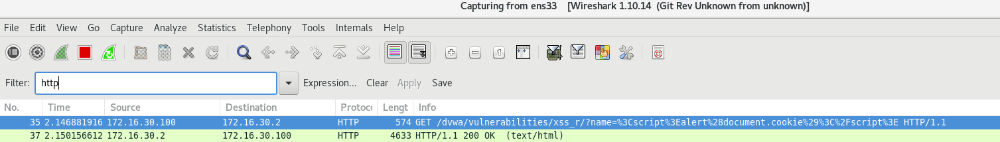 Capturing from ens33 [Wireshark 1.10.14 (Git Rev Unknown from unknown)]
File Edit View Go Capture Analyze Statistics Telephony Tools Internals Help
Filter: http Expression... Clear Apply Save
No. Time Source Destination Protoc Lengt Info
35 2.146881916 172.16.30.100 172.16.30.2 HTTP 574 GET /dvwa/vulnerabilities/xss_r/?name=%3Cscript%3Ealert%28document.cookie%29%3C%2Fscript%3E HTTP/1.1
37 2.150156612 172.16.30.2 172.16.30.100 HTTP 4633 HTTP/1.1 200 OK (text/html)